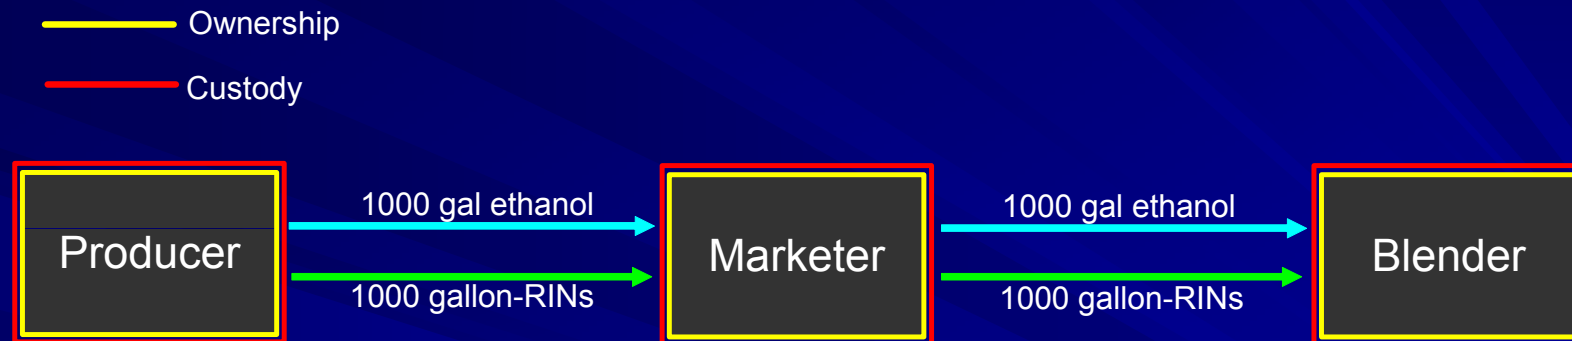 Ownership
Custody
Producer
1000 gal ethanol
1000 gallon-RINs
Marketer
1000 gal ethanol
1000 gallon-RINs
Blender